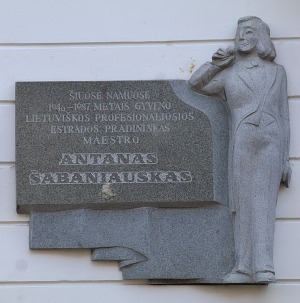 ŠIUOSE NAMUOSE
1946-1987 METAIS GYVENO
LIETUVIŠKOS PROFESIONALIOSIOS
ESTRADOS PRADININKAS
MAESTRO
ANTANAS
ŠABANIAUSKAS